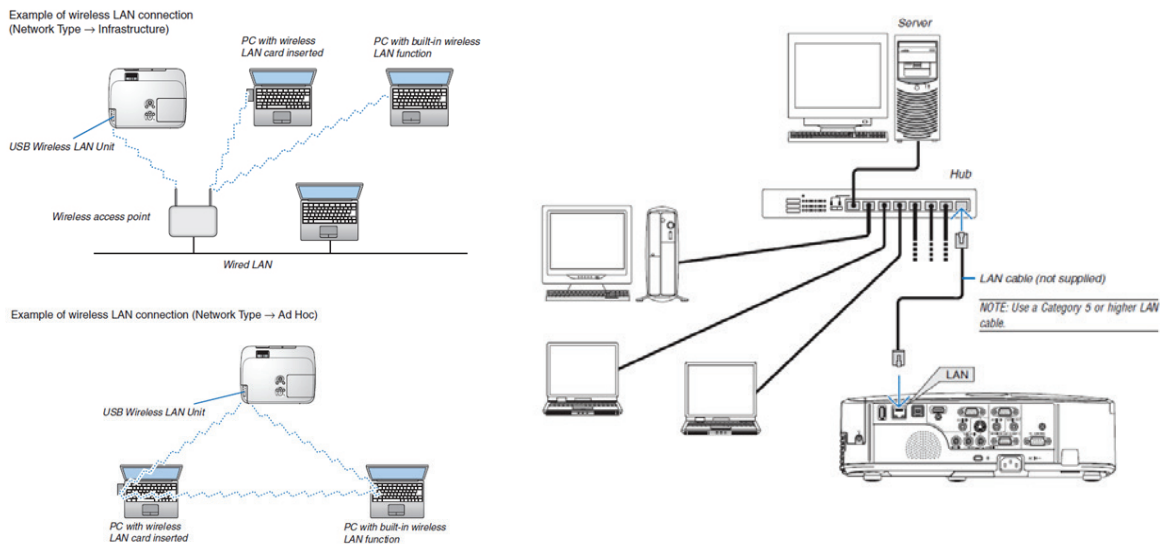 Example of wireless LAN connection
(Network Type → Infrastructure)
PC with wireless
LAN card inserted
PC with built-in wireless
LAN function
USB Wireless LAN Unit
Wireless access point
Wired LAN
Example of wireless LAN connection (Network Type → Ad Hoc)
USB Wireless LAN Unit
PC with wireless
LAN card inserted
PC with built-in wireless
LAN function
Server
Hub
LAN cable (not supplied)
NOTE: Use a Category 5 or higher LAN
cable.
LAN